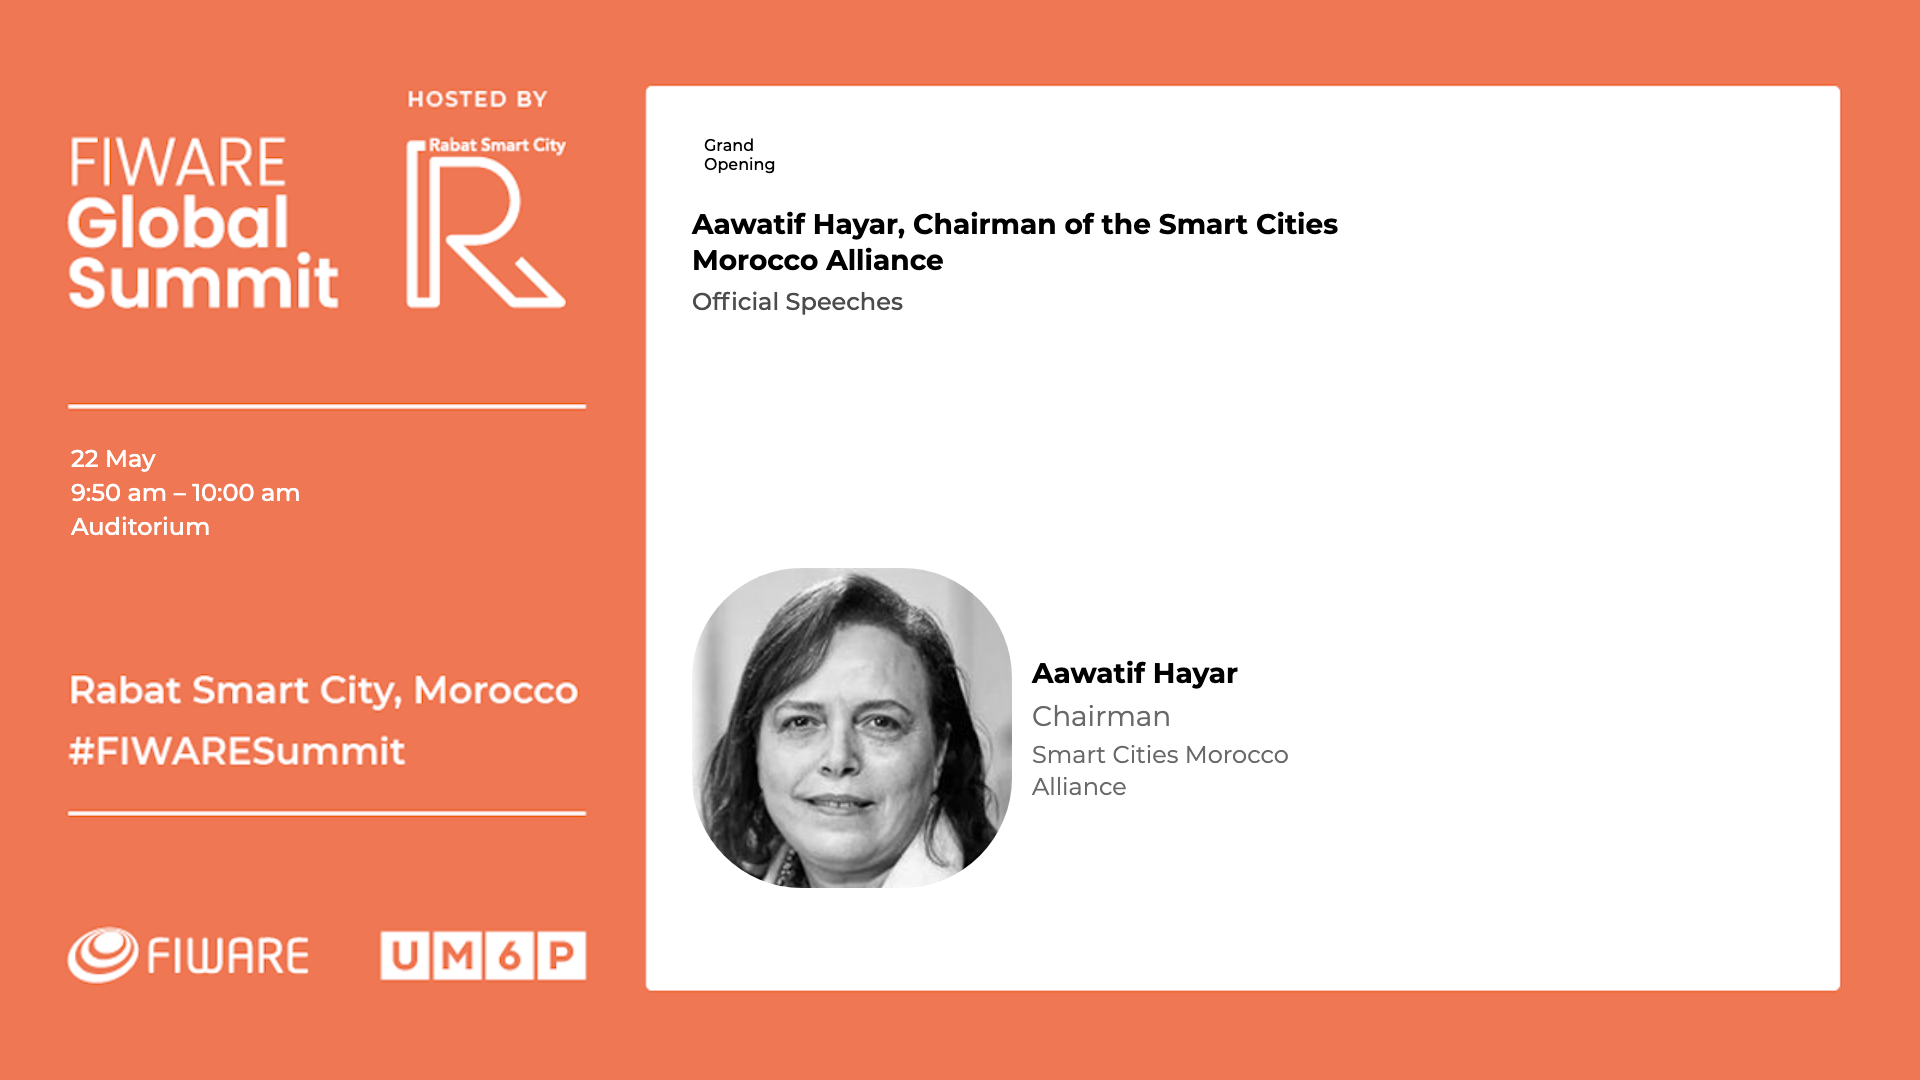 HOSTED BY
FIWARE
Global
Summit
Rabat Smart City
R
22 May
9:50 am – 10:00 am
Auditorium
Rabat Smart City, Morocco
#FIWARESummit
FIWARE
UM6P
Grand
Opening
Aawatif Hayar, Chairman of the Smart Cities
Morocco Alliance
Official Speeches
Aawatif Hayar
Chairman
Smart Cities Morocco
Alliance